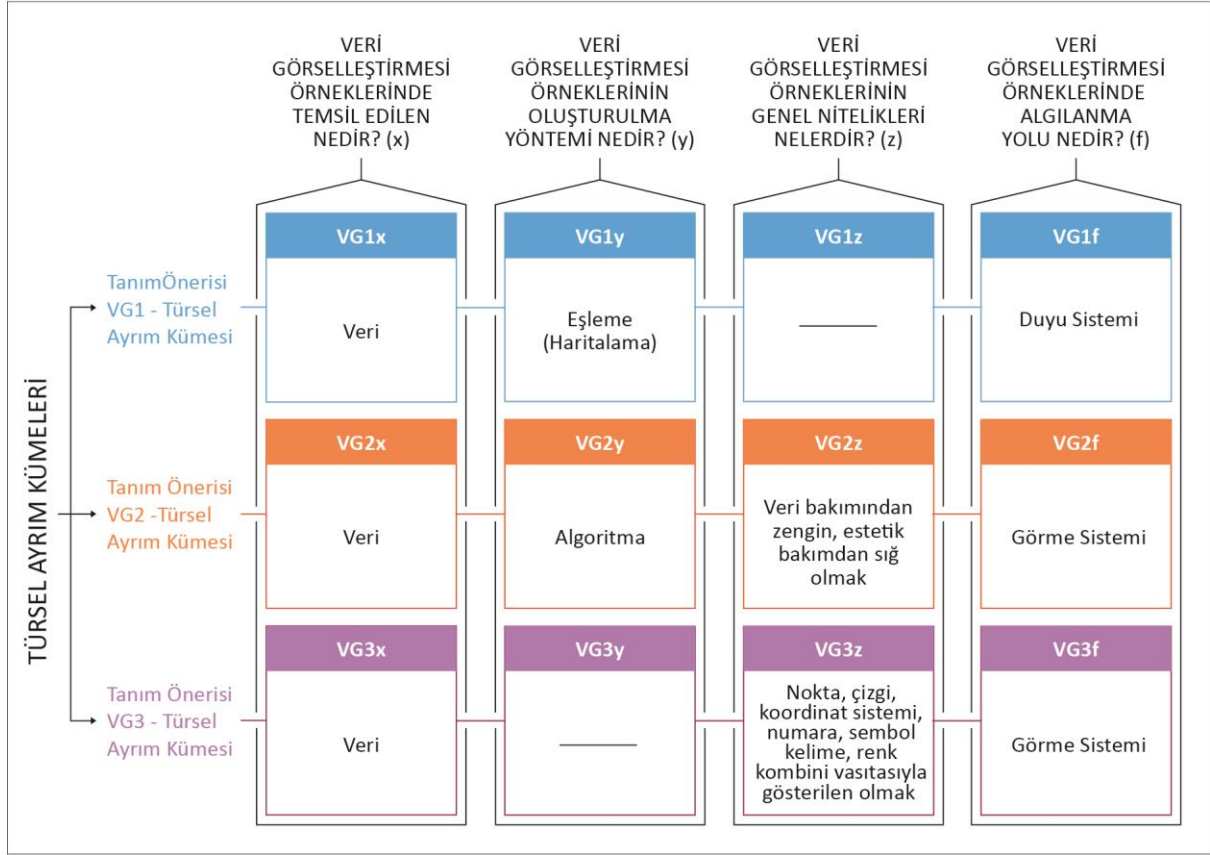 VERİ
GÖRSELLEŞTİRMESİ
ÖRNEKLERİNDE
TEMSİL EDİLEN
NEDİR? (x)
VERİ
GÖRSELLEŞTİRMESİ
ÖRNEKLERİNİN
OLUŞTURULMA
YÖNTEMİ NEDİR? (y)
VERİ
GÖRSELLEŞTİRMESİ
ÖRNEKLERİNİN
GENEL NİTELİKLERİ
NELERDİR? (z)
VERİ
GÖRSELLEŞTİRMESİ
ÖRNEKLERİNDE
ALGILANMA
YOLU NEDİR? (f)
TÜRSEL AYRIM KÜMELERİ
TanımÖnerisi
VG1 - Türsel
Ayrım Kümesi
VG1x
Veri
VG1y
Eşleme
(Haritalama)
VG1z
———
VG1f
Duyu Sistemi
Tanım Önerisi
VG2 -Türsel
Ayrım Kümesi
VG2x
Veri
VG2y
Algoritma
VG2z
Veri bakımından
zengin, estetik
bakımdan sığ
olmak
VG2f
Görme Sistemi
Tanım Önerisi
VG3 - Türsel
Ayrım Kümesi
VG3x
Veri
VG3y
———
VG3z
Nokta, çizgi,
koordinat sistemi,
numara, sembol
kelime, renk
kombini vasıtasıyla
gösterilen olmak
VG3f
Görme Sistemi